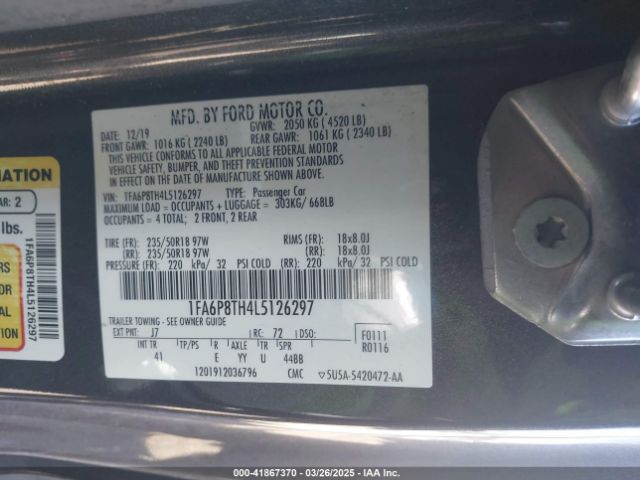 MFD. BY FORD MOTOR CO.
12/19 GVWR: 2050 KG ( 4520 LB)
FRONT GAWR: 1016 KG ( 2240 LB) REAR GAWR: 1061 KG ( 2340 LB)
THIS VEHICLE CONFORMS TO ALL APPLICABLE FEDERAL MOTOR
VEHICLE SAFETY, BUMPER, AND THEFT PREVENTION STANDARDS
IN EFFECT ON THE DATE OF MANUFACTURE SHOWN ABOVE.
VIN: 1FA6P8TH4L5126297 TYPE: Passenger Car
MAXIMUM LOAD = OCCUPANTS + LUGGAGE = 303KG/ 668LB
OCCUPANTS = 4 TOTAL; 2 FRONT, 2 REAR
TIRE (FR): 235/50R18 97W RIMS (FR): 18x8.0J
(RR): 235/50R18 97W (RR): 18x8.0J
PRESSURE (FR): 220 kPa/ 32 PSI COLD (RR): 220 kPa/ 32 PSI COLD
1FA6P8TH4L5126297
TRAILER TOWING - SEE OWNER GUIDE
EXT PNT: J7 RC: 72 DSO: F0111
R0116
INT TR TP/PS R AXLE TR SPR
41 E YY U 44BB
1201912036796 CMC 5U5A-5420472-AA
MATION
AR: 2
lbs.
RS
OR
AL
1FA6P8TH4L5126297
00-41867370 | 03/26/2025 - IAA Inc.